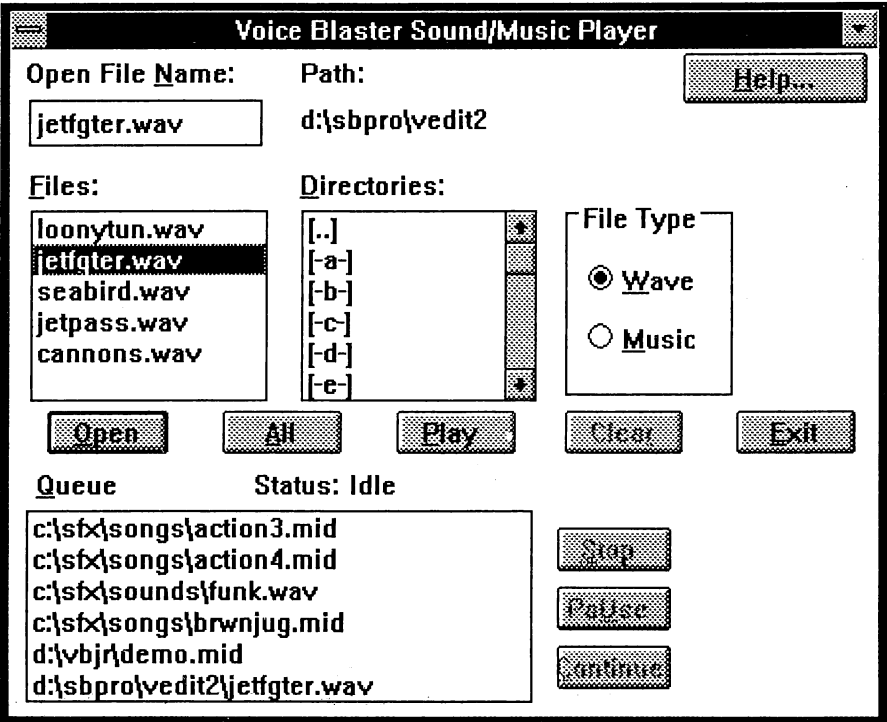 Voice Blaster Sound/Music Player
Open File Name:
Path:
Help...
jetfgter.wav
d:\sbpro\vedit2
Files:
Directories:
loonytun.wav
jetfgter.wav
seabird.wav
jetpass.wav
cannons.wav
[..]
[-a-]
[-b-]
[-c-]
[-d-]
[-e-]
File Type
Wave
Music
Open
All
Play
Clear
Exit
Queue
Status: Idle
c:\sfx\songs\action3.mid
c:\sfx\songs\action4.mid
c:\sfx\sounds\funk.wav
c:\sfx\songs\brwnjug.mid
d:\vbjr\demo.mid
d:\sbpro\vedit2\jetfgter.wav
Stop
PaUse
Continue